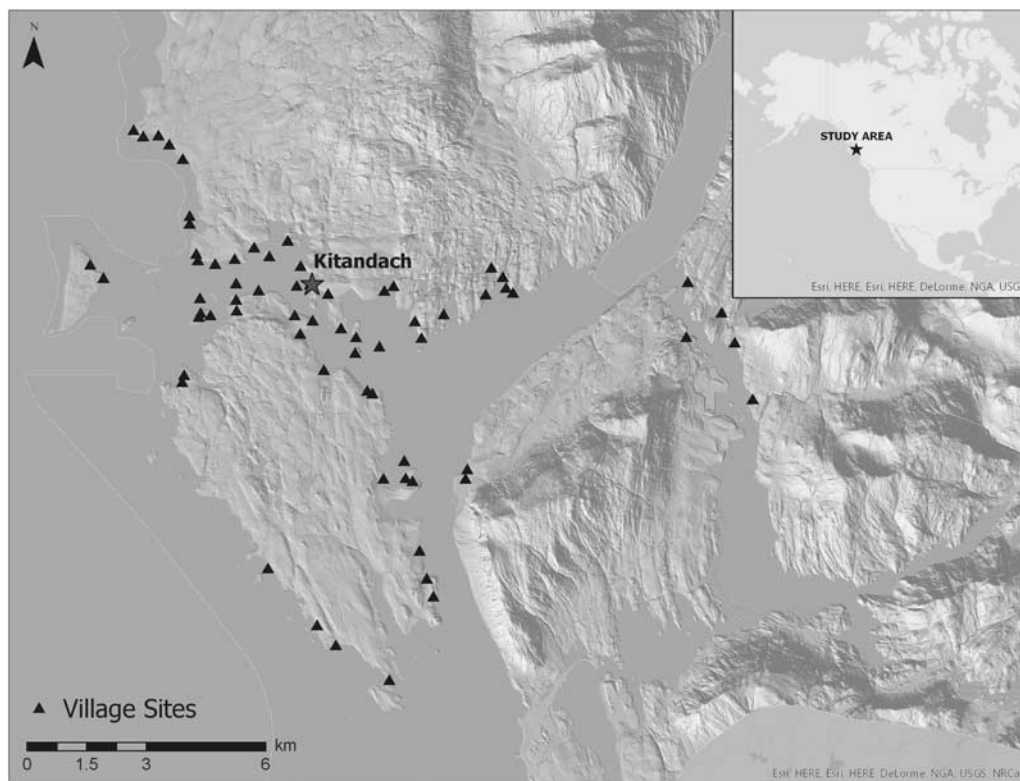 N
STUDY AREA
Esri, HERE, Esri, HERE, DeLorme, NGA, USG
Kitandach
Village Sites
km
0 1.5 3 6
Esri, HERE, Esri, HERE, DeLorme, NGA, USGS, NRCa